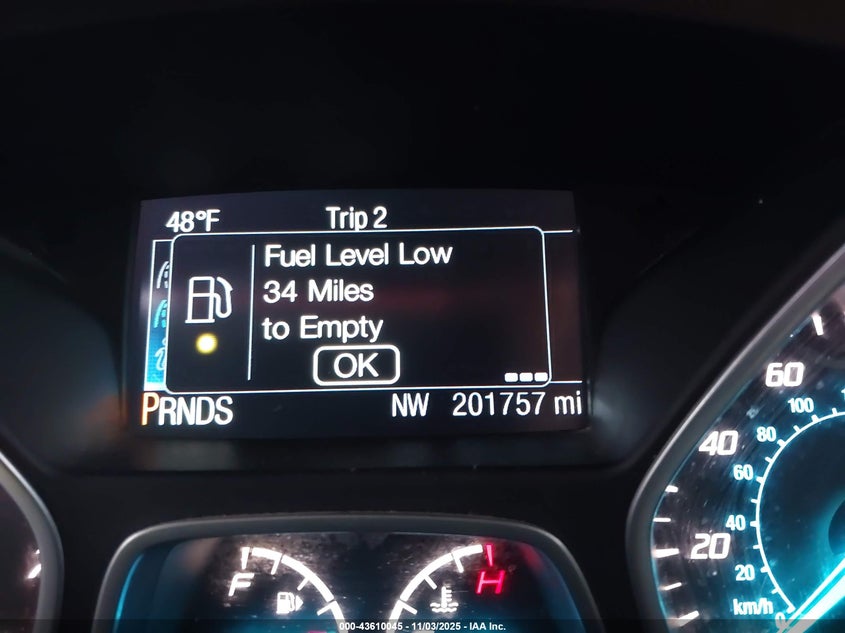 48°F Trip 2
Fuel Level Low
34 Miles
to Empty
OK
PRNDS NW 201757 mi
60
100
40
80
60
40
20
20
km/h
0
F H
000-43610045 - 11/03/2025 - IAA Inc.